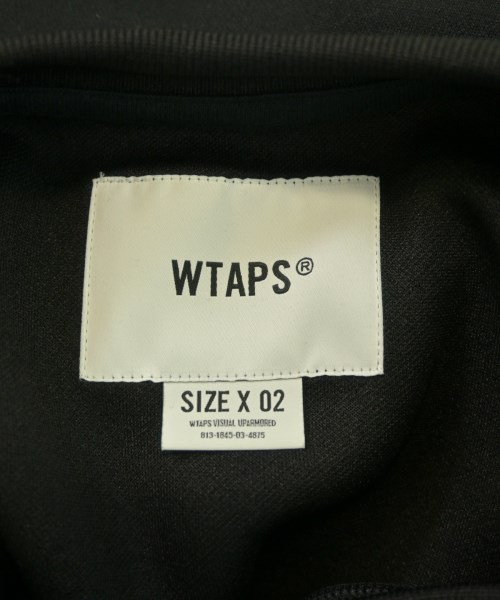 WTAPS®
SIZE X 02
WTAPS VISUAL UPARMORED
813-1845-03-4875